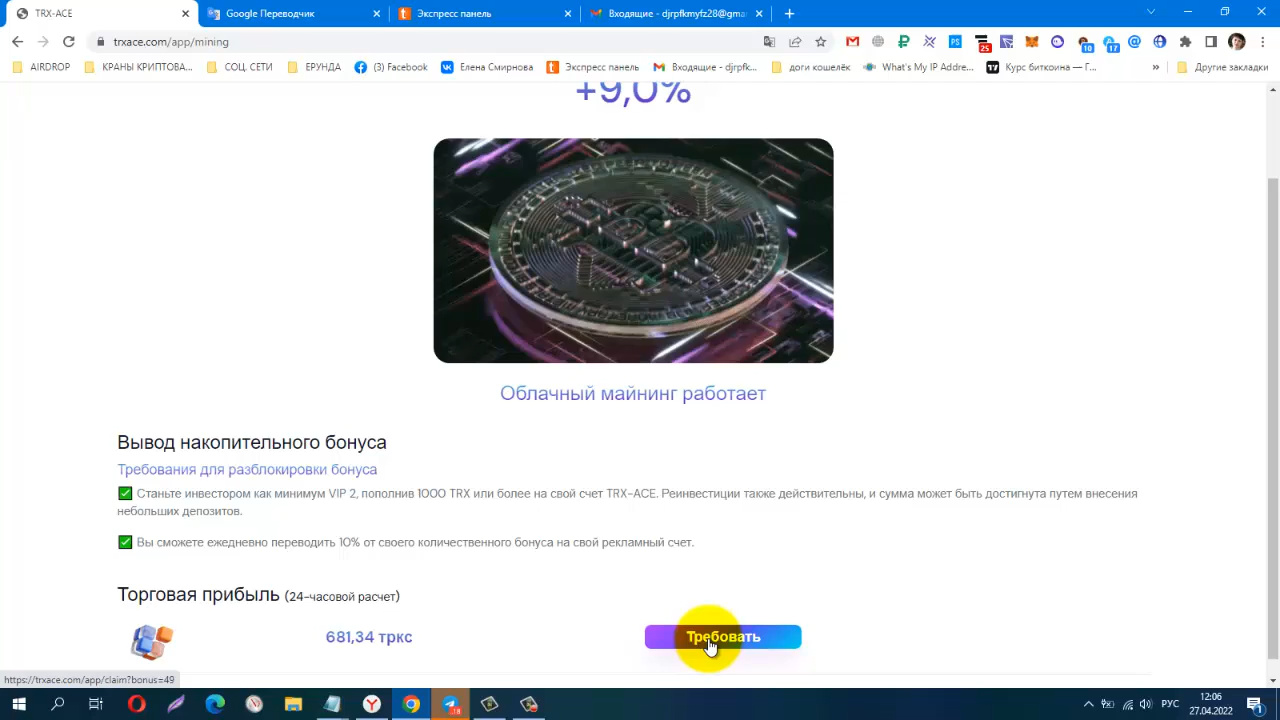 TRX-ACE
Google Переводчик
Экспресс панель
Входящие - djrpfkmyfz28@gma
trxace.com/app/mining
25
10
17
AIRDROP
КРАНЫ КРИПТОВА...
СОЦ. СЕТИ
ЕРУНДА
(3) Facebook
Елена Смирнова
Экспресс панель
Входящие - djrpfk...
доги кошелёк
What's My IP Addre...
Курс биткоина — Г...
»
Другие закладки
+9,0%
Облачный майнинг работает
Вывод накопительного бонуса
Требования для разблокировки бонуса
Станьте инвестором как минимум VIP 2, пополнив 1000 TRX или более на свой счет TRX-ACE. Реинвестиции также действительны, и сумма может быть достигнута путем внесения
небольших депозитов.
Вы сможете ежедневно переводить 10% от своего количественного бонуса на свой рекламный счет.
Торговая прибыль (24-часовой расчет)
681,34 тркс
Требовать
https://trxace.com/app/claim?bonus=49
18
РУС
12:06
27.04.2022
1